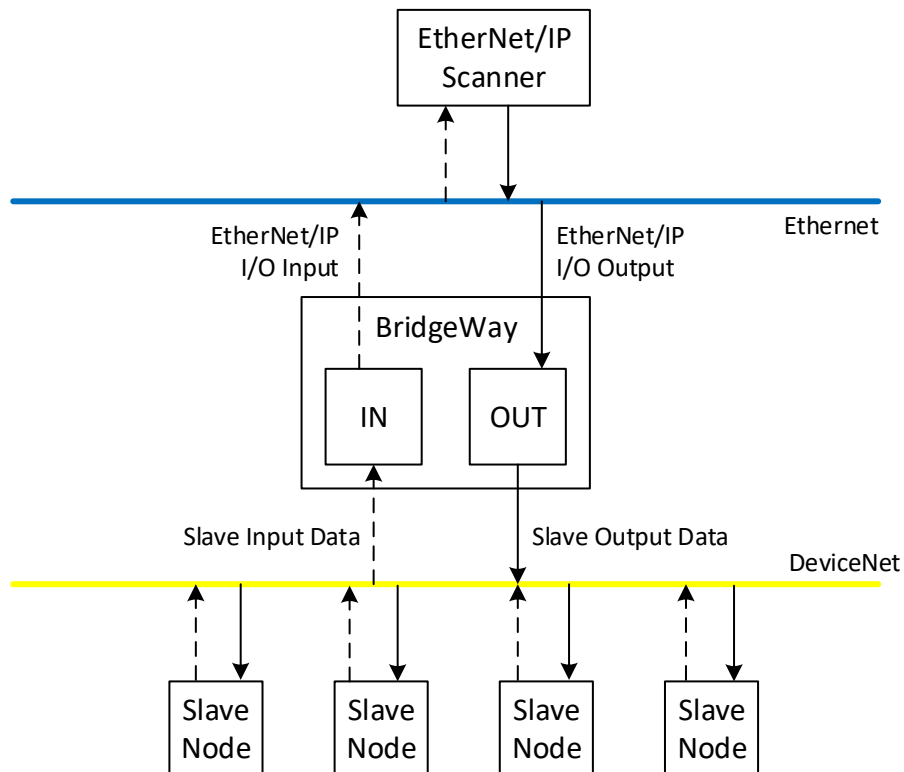 EtherNet/IP
Scanner
Ethernet
EtherNet/IP
I/O Input
EtherNet/IP
I/O Output
BridgeWay
IN
OUT
Slave Input Data
Slave Output Data
DeviceNet
Slave
Node
Slave
Node
Slave
Node
Slave
Node